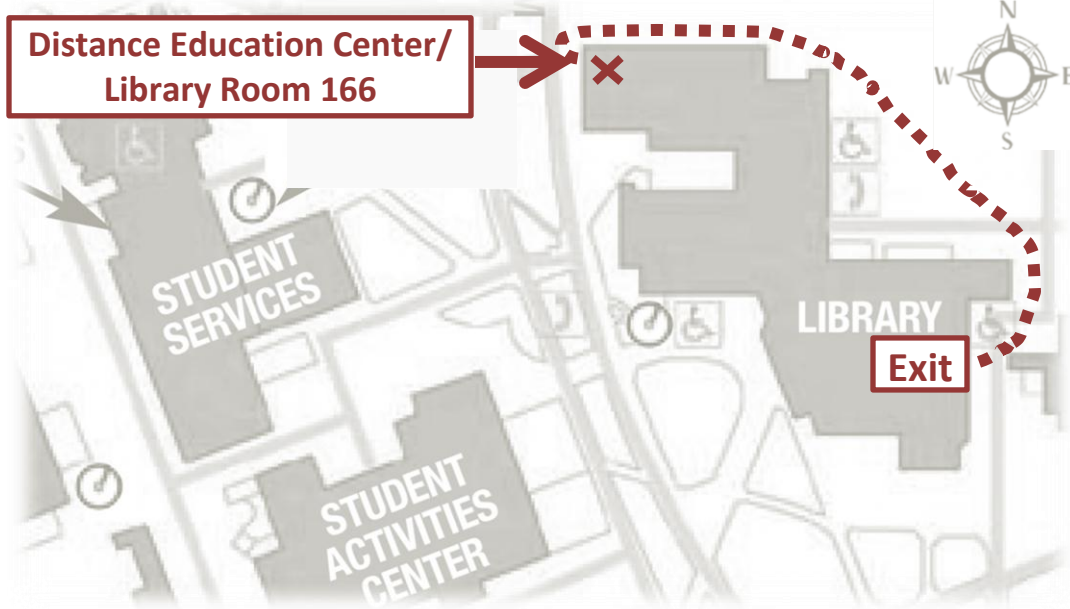 Distance Education Center/
Library Room 166
N
W
E
S
STUDENT
SERVICES
LIBRARY
Exit
STUDENT
ACTIVITIES
CENTER